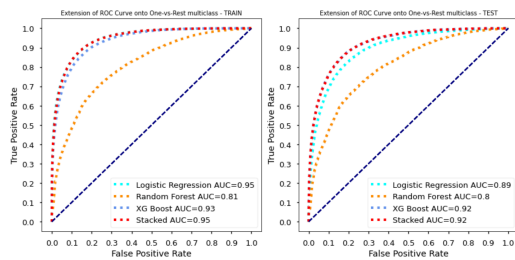 Extension of ROC Curve onto One-vs-Rest multiclass - TRAIN
True Positive Rate
1.0
0.9
0.8
0.7
0.6
0.5
0.4
0.3
0.2
0.1
0.0
Logistic Regression AUC=0.95
Random Forest AUC=0.81
XG Boost AUC=0.93
Stacked AUC=0.95
0.0 0.1 0.2 0.3 0.4 0.5 0.6 0.7 0.8 0.9 1.0
False Positive Rate
Extension of ROC Curve onto One-vs-Rest multiclass - TEST
True Positive Rate
1.0
0.9
0.8
0.7
0.6
0.5
0.4
0.3
0.2
0.1
0.0
Logistic Regression AUC=0.89
Random Forest AUC=0.8
XG Boost AUC=0.92
Stacked AUC=0.92
0.0 0.1 0.2 0.3 0.4 0.5 0.6 0.7 0.8 0.9 1.0
False Positive Rate